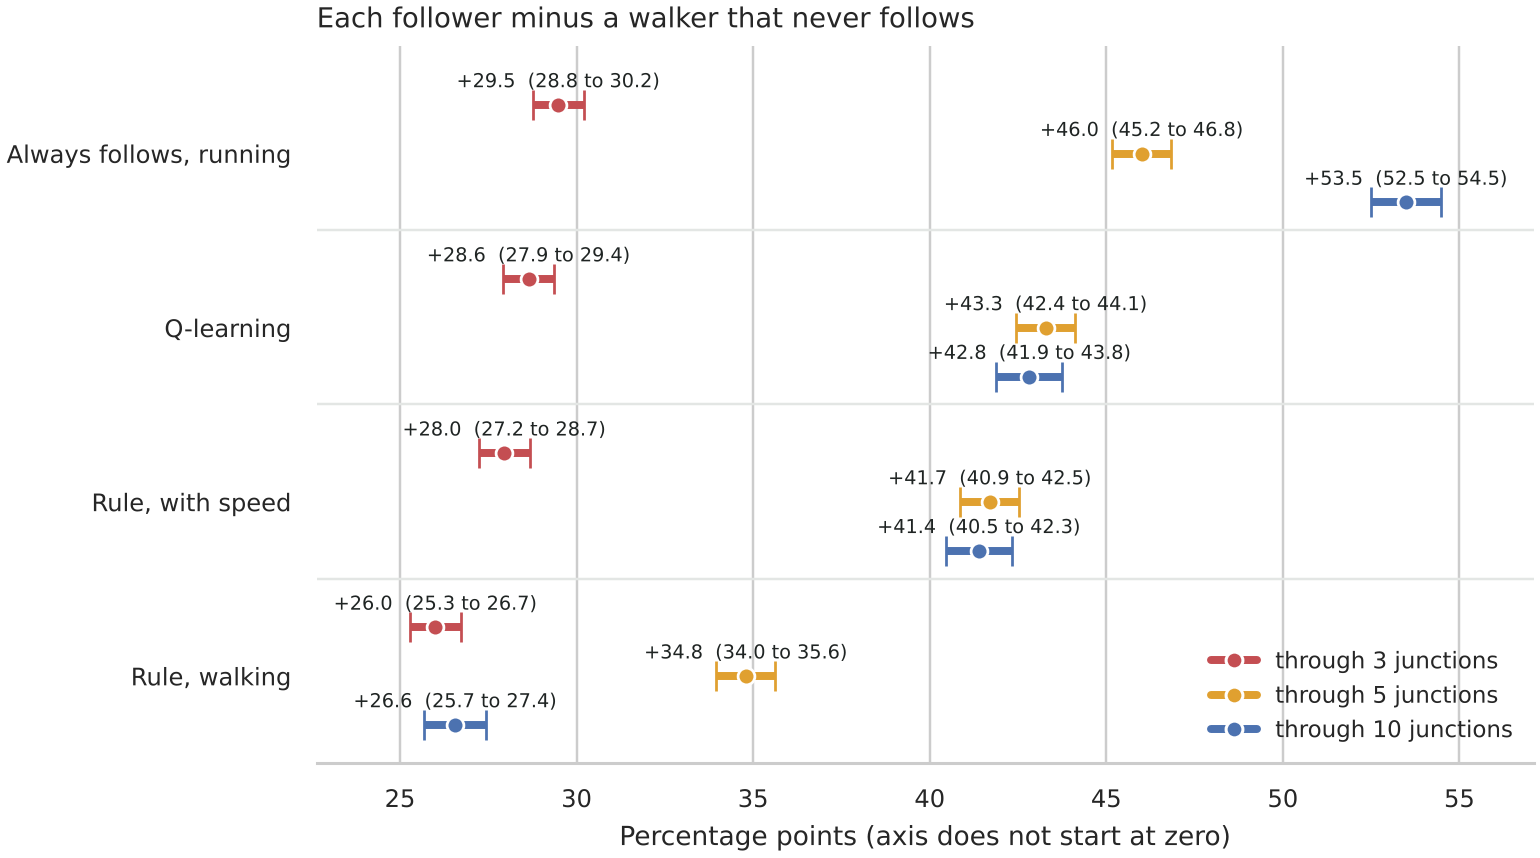 Each follower minus a walker that never follows
Always follows, running
+29.5 (28.8 to 30.2)
+46.0 (45.2 to 46.8)
+53.5 (52.5 to 54.5)
Q-learning
+28.6 (27.9 to 29.4)
+43.3 (42.4 to 44.1)
+42.8 (41.9 to 43.8)
Rule, with speed
+28.0 (27.2 to 28.7)
+41.7 (40.9 to 42.5)
+41.4 (40.5 to 42.3)
Rule, walking
+26.0 (25.3 to 26.7)
+34.8 (34.0 to 35.6)
+26.6 (25.7 to 27.4)
through 3 junctions
through 5 junctions
through 10 junctions
25 30 35 40 45 50 55
Percentage points (axis does not start at zero)